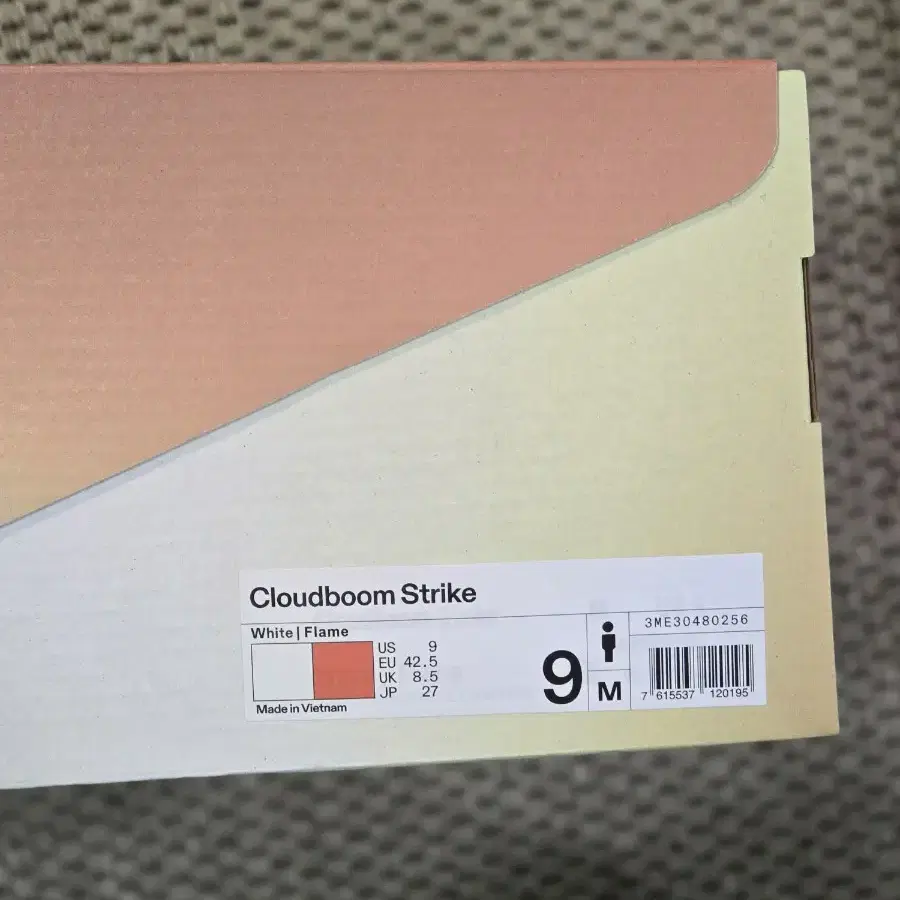 Cloudboom Strike
White | Flame
US 9
EU 42.5
UK 8.5
JP 27
Made in Vietnam
9
M
3ME30480256
7 615537 120195